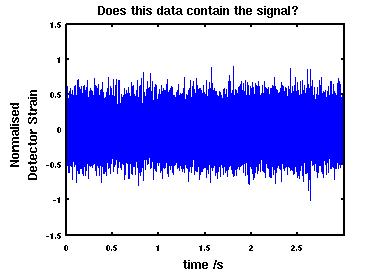 Does this data contain the signal?
1.5
1
0.5
0
-0.5
-1
-1.5
Normalised
Detector Strain
0 0.5 1 1.5 2 2.5
time /s